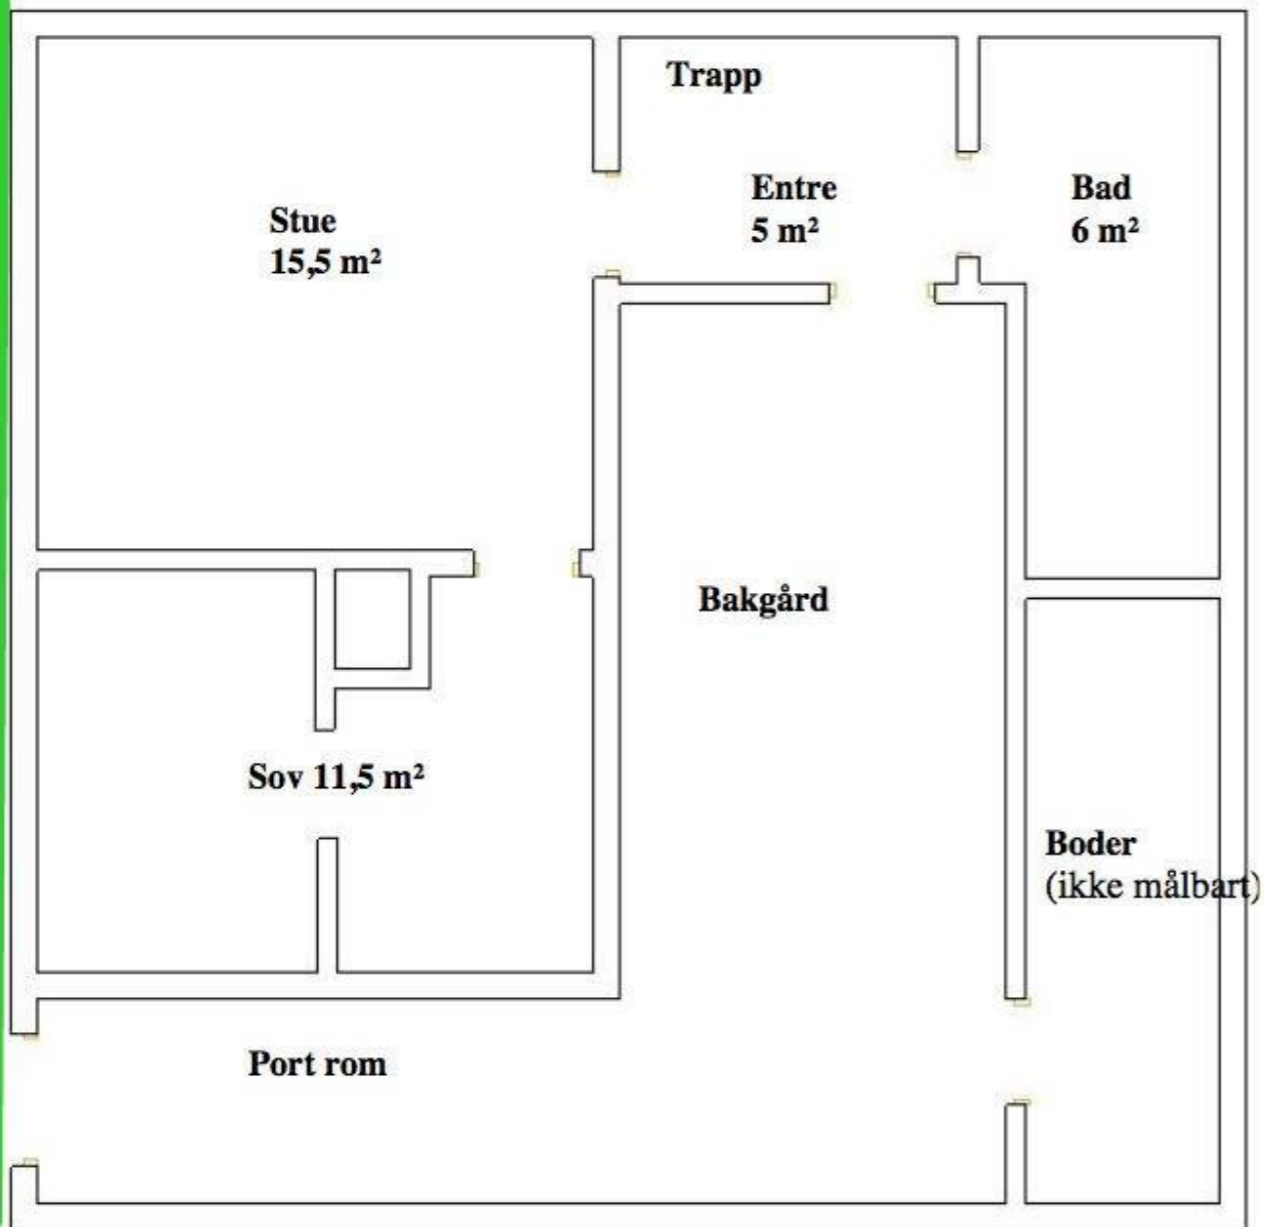 Trapp
Entre
5 m²
Bad
6 m²
Stue
15,5 m²
Bakgård
Sov 11,5 m²
Boder
(ikke målbart)
Port rom